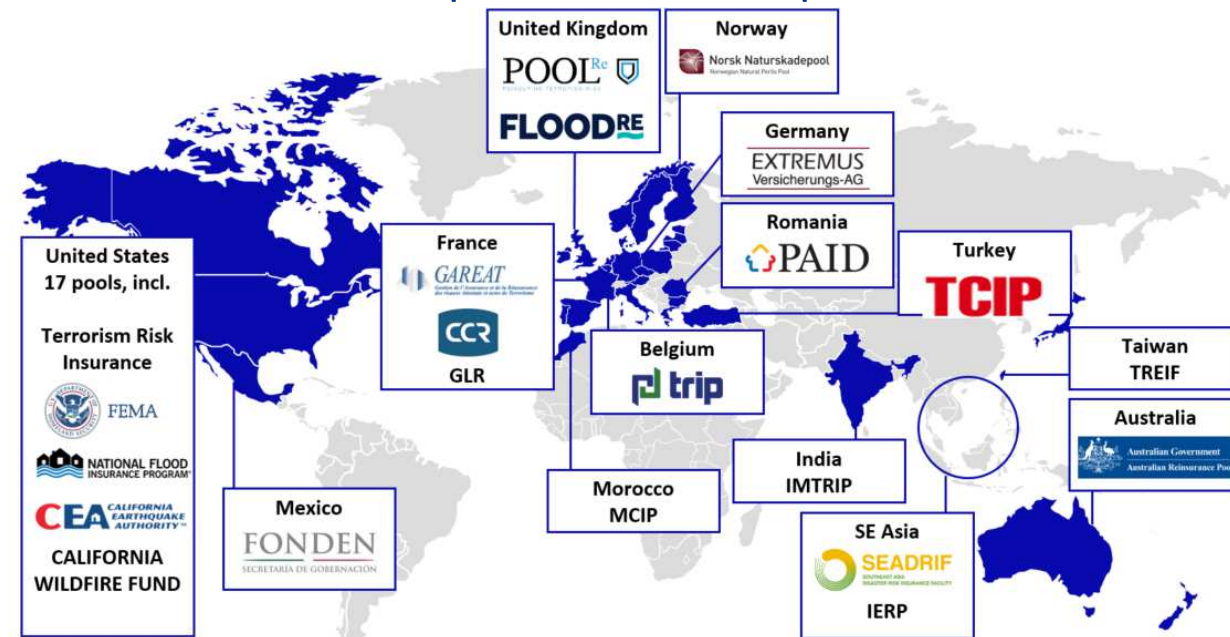 United Kingdom
POOL Re
FLOOD RE
Norway
Norsk Naturskadepool
Norwegian Natural Perils Pool
Germany
EXTREMUS
Versicherungs-AG
Romania
PAID
Turkey
TCIP
France
GAREAT
CCR
GLR
Belgium
trip
United States
17 pools, incl.
Terrorism Risk
Insurance
FEMA
NATIONAL FLOOD
INSURANCE PROGRAM
CEA CALIFORNIA
EARTHQUAKE
AUTHORITY
CALIFORNIA
WILDFIRE FUND
Mexico
FONDEN
SECRETARÍA DE GOBERNACIÓN
Morocco
MCIP
India
IMTRIP
Taiwan
TREIF
Australia
Australian Government
Australian Reinsurance Poo
SE Asia
SEADRIF
SOUTHEAST ASIA
DISASTER RISK INSURANCE FACILITY
IERP